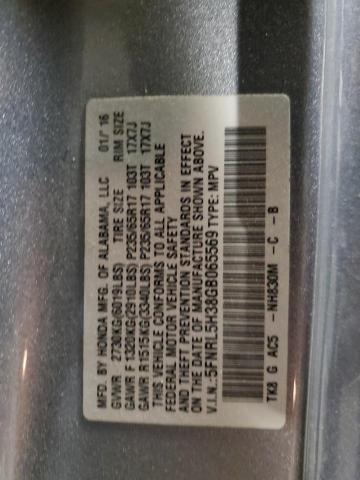 MFD. BY HONDA MFG. OF ALABAMA, LLC 01/'16
GVWR 2730KG(6019LBS) TIRE SIZE RIM SIZE
GAWR F 1320KG(2910LBS) P235/65R17 103T 17X7J
GAWR R1515KG(3340LBS) P235/65R17 103T 17X7J
THIS VEHICLE CONFORMS TO ALL APPLICABLE
FEDERAL MOTOR VEHICLE SAFETY
AND THEFT PREVENTION STANDARDS IN EFFECT
ON THE DATE OF MANUFACTURE SHOWN ABOVE.
V.I.N.: 5FNRL5H38GB065569 TYPE: MPV
TK8 G AC5 -NH830M - C - B